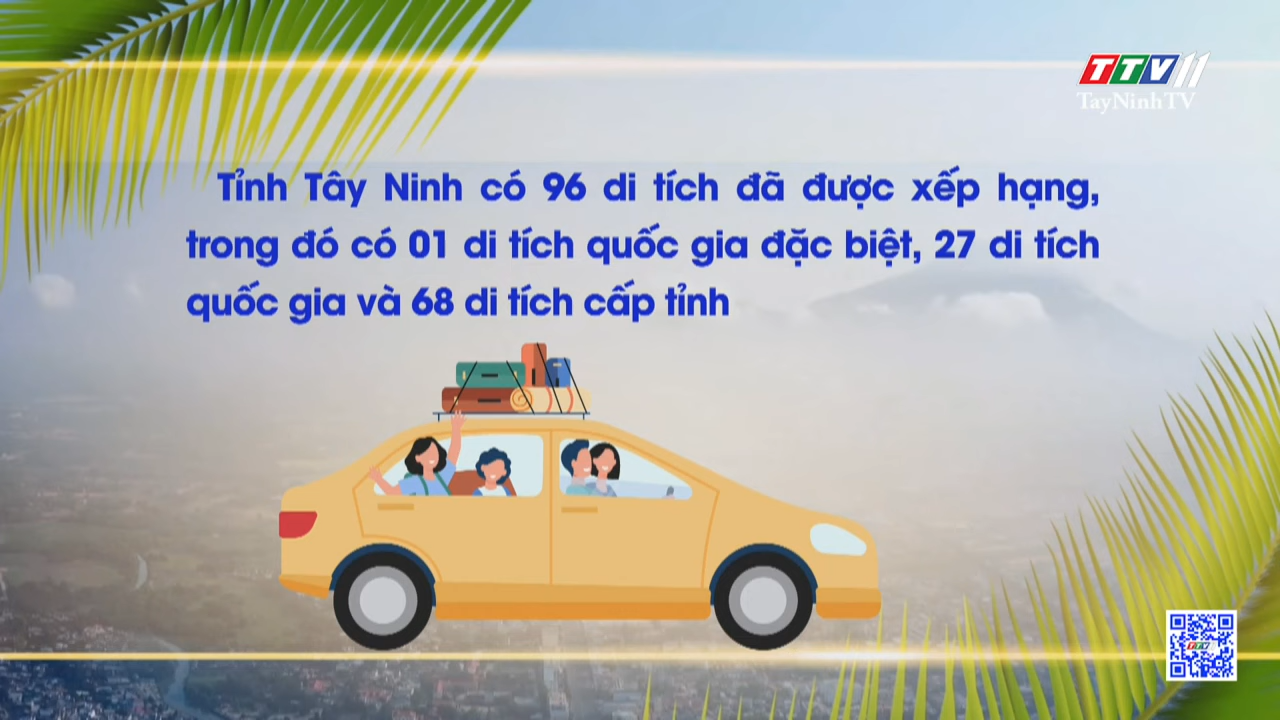 TTV11
TayNinhTV
Tỉnh Tây Ninh có 96 di tích đã được xếp hạng,
trong đó có 01 di tích quốc gia đặc biệt, 27 di tích
quốc gia và 68 di tích cấp tỉnh
TTV11